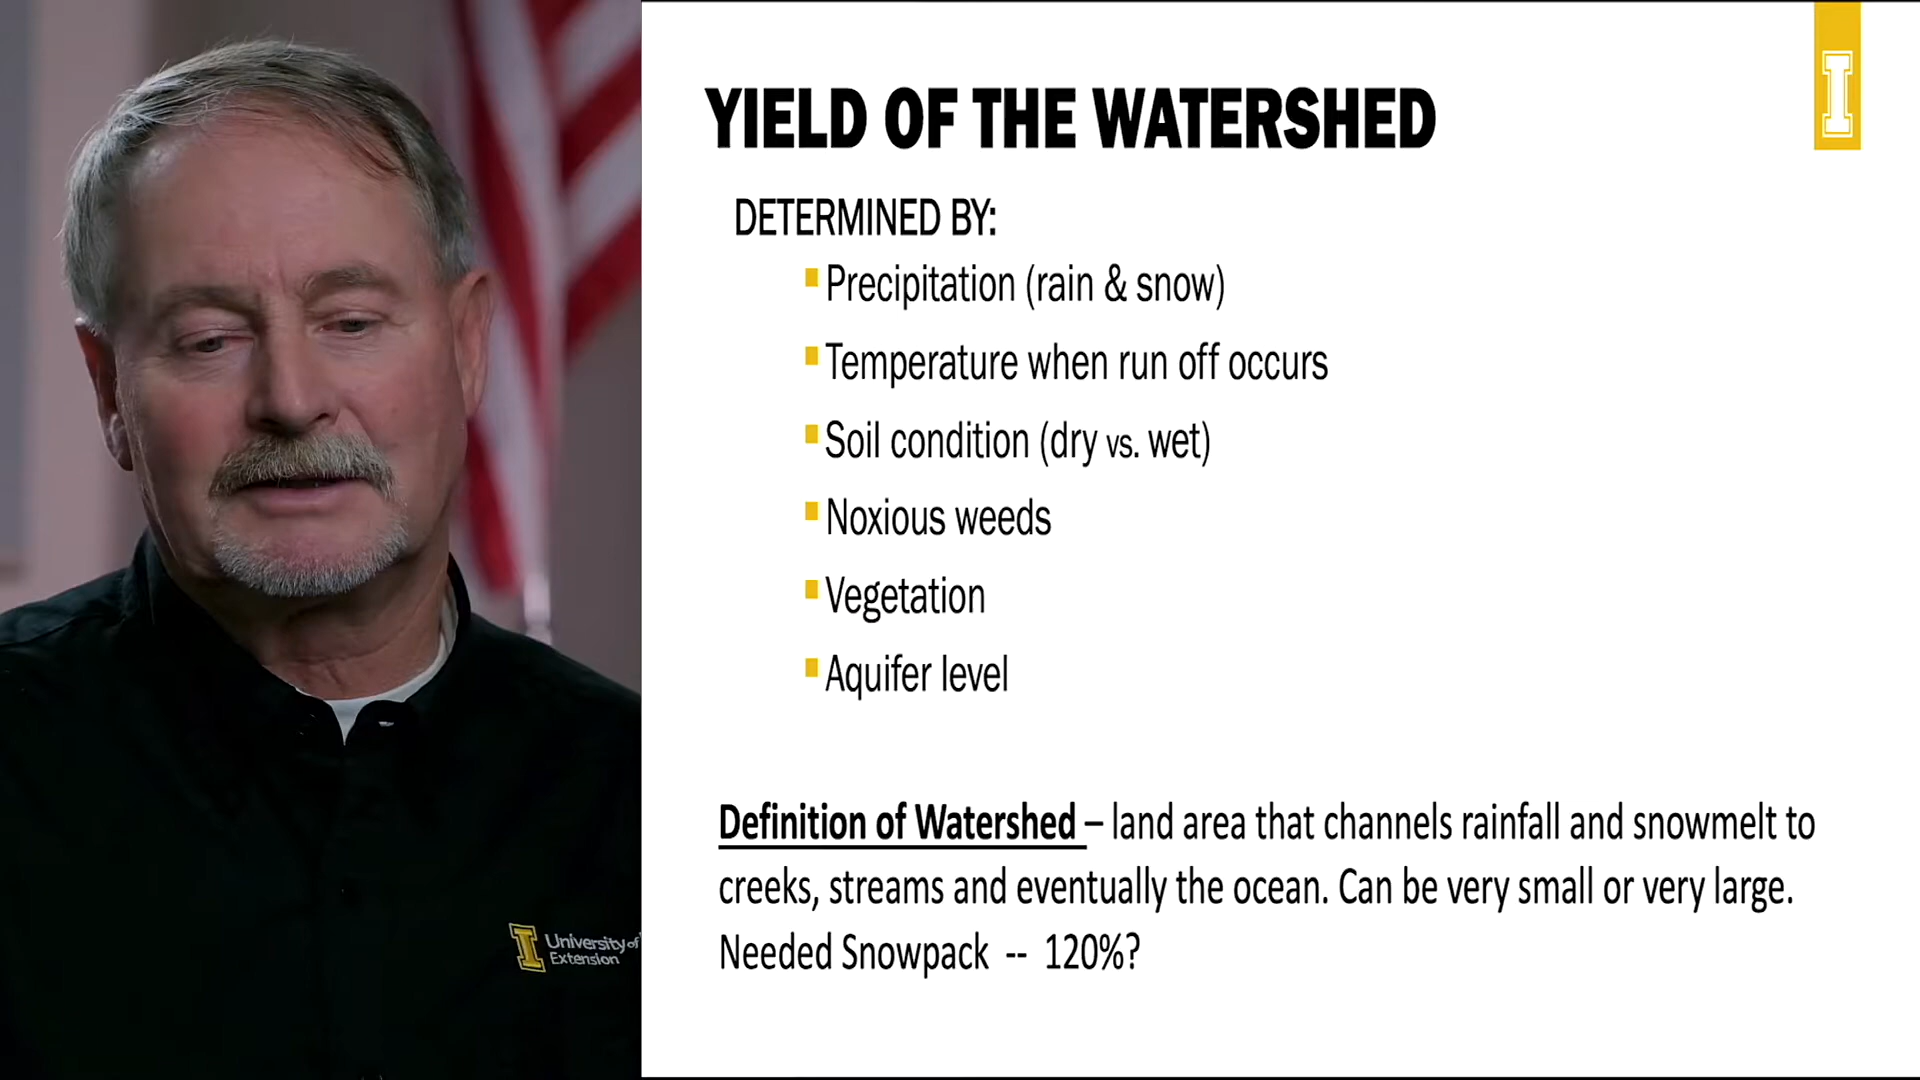 YIELD OF THE WATERSHED
DETERMINED BY:
Precipitation (rain & snow)
Temperature when run off occurs
Soil condition (dry vs. wet)
Noxious weeds
Vegetation
Aquifer level
Definition of Watershed – land area that channels rainfall and snowmelt to
creeks, streams and eventually the ocean. Can be very small or very large.
Needed Snowpack -- 120%?
I
I
University of
Extension